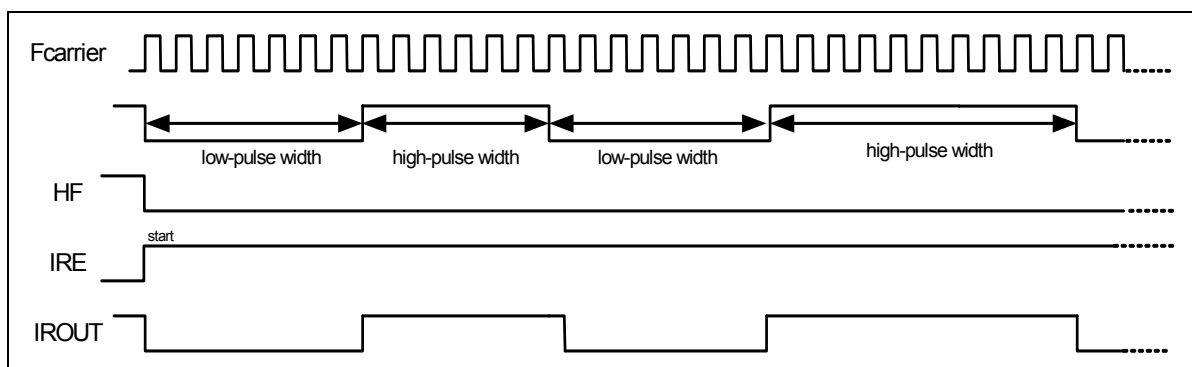 Fcarrier
low-pulse width high-pulse width low-pulse width high-pulse width
HF
start
IRE
IROUT